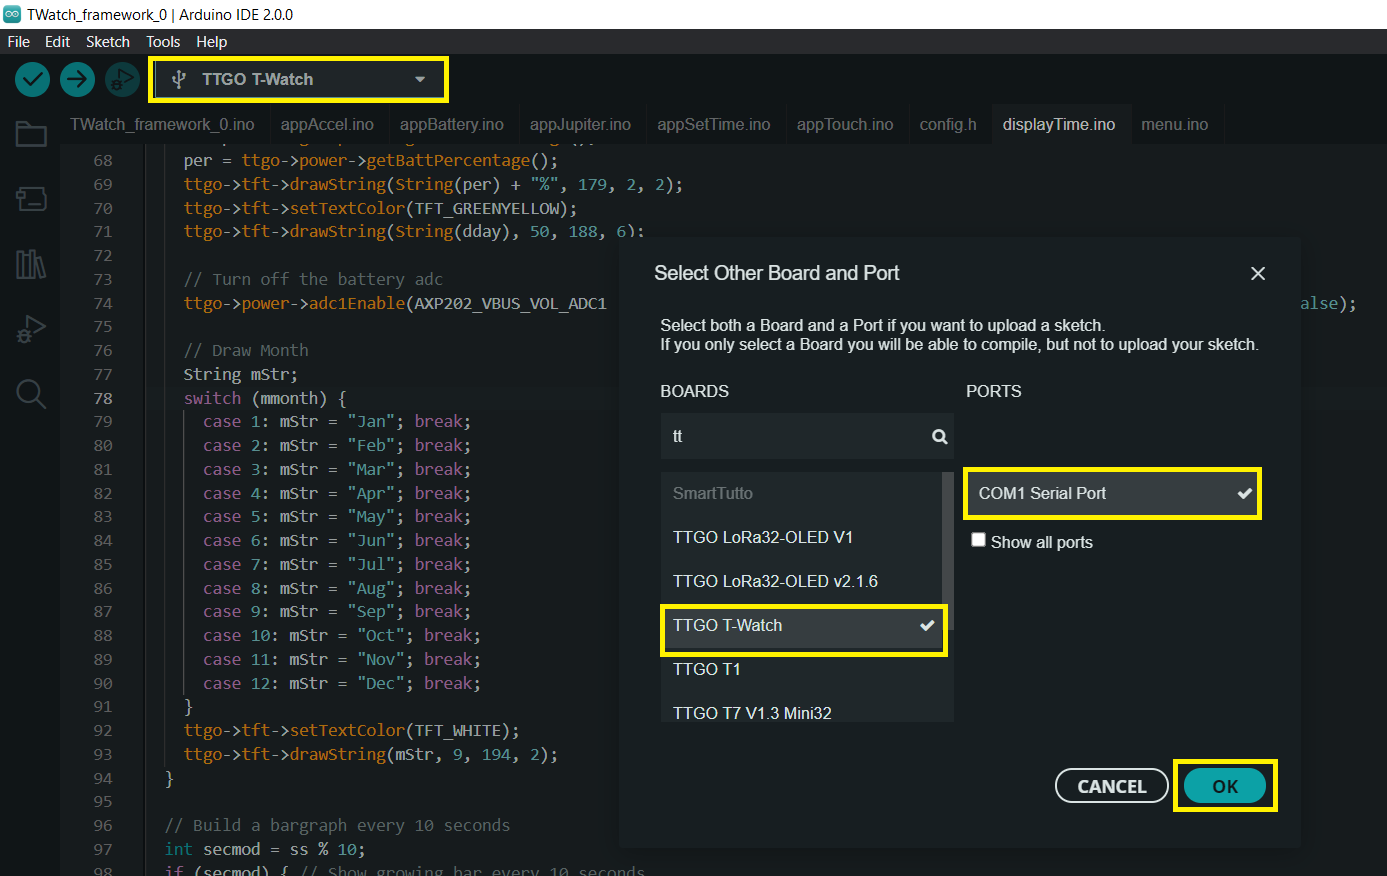 TWatch_framework_0 | Arduino IDE 2.0.0
File Edit Sketch Tools Help
TTGO T-Watch
TWatch_framework_0.ino appAccel.ino appBattery.ino appJupiter.ino appSetTime.ino appTouch.ino config.h displayTime.ino menu.ino
68 per = ttgo->power->getBattPercentage();
69 ttgo->tft->drawString(String(per) + "%", 179, 2, 2);
70 ttgo->tft->setTextColor(TFT_GREENYELLOW);
71 ttgo->tft->drawString(String(dday), 50, 188, 6);
72
73 // Turn off the battery adc
74 ttgo->power->adc1Enable(AXP202_VBUS_VOL_ADC1 alse);
75
76 // Draw Month
77 String mStr;
78 switch (mmonth) {
79 case 1: mStr = "Jan"; break;
80 case 2: mStr = "Feb"; break;
81 case 3: mStr = "Mar"; break;
82 case 4: mStr = "Apr"; break;
83 case 5: mStr = "May"; break;
84 case 6: mStr = "Jun"; break;
85 case 7: mStr = "Jul"; break;
86 case 8: mStr = "Aug"; break;
87 case 9: mStr = "Sep"; break;
88 case 10: mStr = "Oct"; break;
89 case 11: mStr = "Nov"; break;
90 case 12: mStr = "Dec"; break;
91 }
92 ttgo->tft->setTextColor(TFT_WHITE);
93 ttgo->tft->drawString(mStr, 9, 194, 2);
94 }
95
96 // Build a bargraph every 10 seconds
97 int secmod = ss % 10;
98 if (secmod) { // Show growing bar every 10 seconds
Select Other Board and Port
Select both a Board and a Port if you want to upload a sketch.
If you only select a Board you will be able to compile, but not to upload your sketch.
BOARDS
tt
SmartTutto
TTGO LoRa32-OLED V1
TTGO LoRa32-OLED v2.1.6
TTGO T-Watch
TTGO T1
TTGO T7 V1.3 Mini32
PORTS
COM1 Serial Port
Show all ports
CANCEL
OK